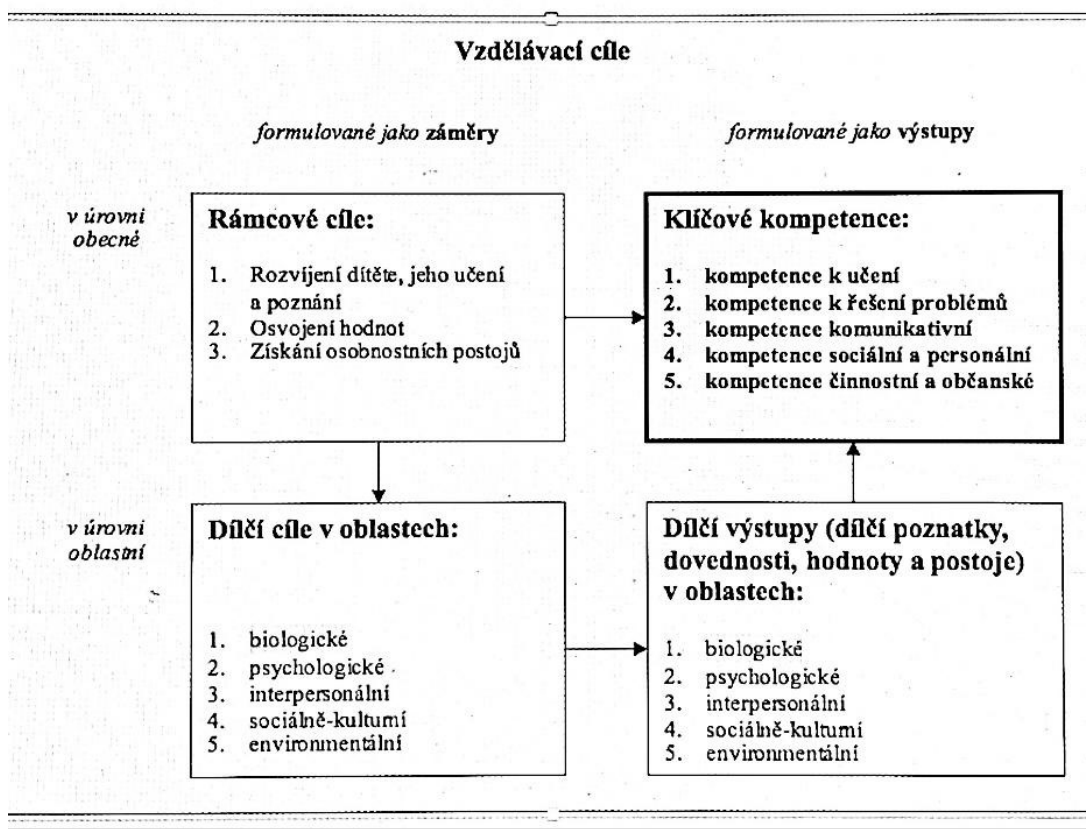 Vzdělávací cíle
formulované jako záměry
formulované jako výstupy
v úrovni
obecné
Rámcové cíle:
1. Rozvíjení dítěte, jeho učení
a poznání
2. Osvojení hodnot
3. Získání osobnostních postojů
Klíčové kompetence:
1. kompetence k učení
2. kompetence k řešení problémů
3. kompetence komunikativní
4. kompetence sociální a personální
5. kompetence činnostní a občanské
v úrovni
oblastní
Dílčí cíle v oblastech:
1. biologické
2. psychologické
3. interpersonální
4. sociálně-kulturní
5. environmentální
Dílčí výstupy (dílčí poznatky,
dovednosti, hodnoty a postoje)
v oblastech:
1. biologické
2. psychologické
3. interpersonální
4. sociálně-kulturní
5. environmentální